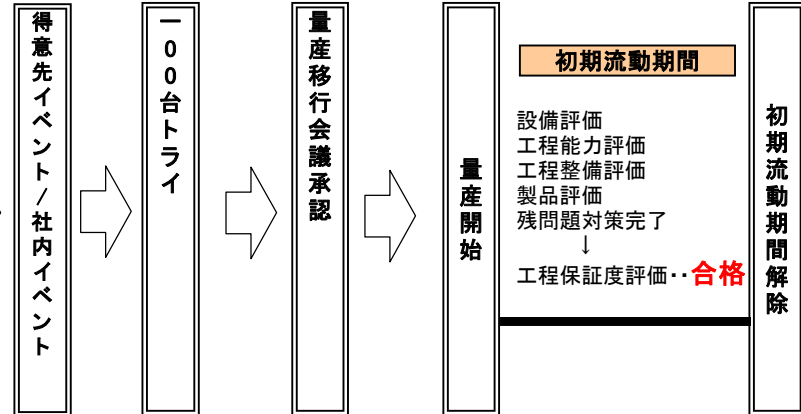 得意先イベント/社内イベント
一00台トライ
量産移行会議承認
量産開始
初期流動期間
設備評価
工程能力評価
工程整備評価
製品評価
残問題対策完了
↓
工程保証度評価‥合格
初期流動期間解除